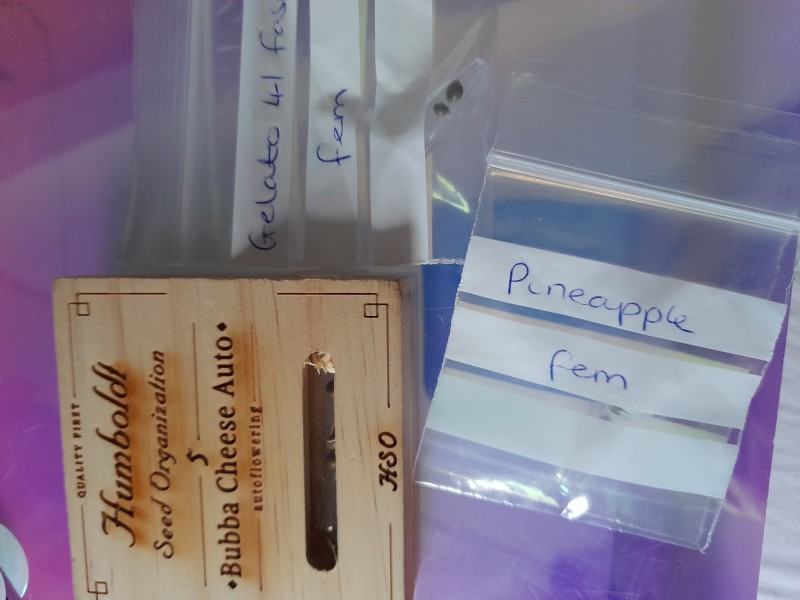 Gelato 41 Fas
fem
Pineapple
fem
QUALITY FIRST
Humboldt
Seed Organization
5
•Bubba Cheese Auto•
autoflowering
HSO